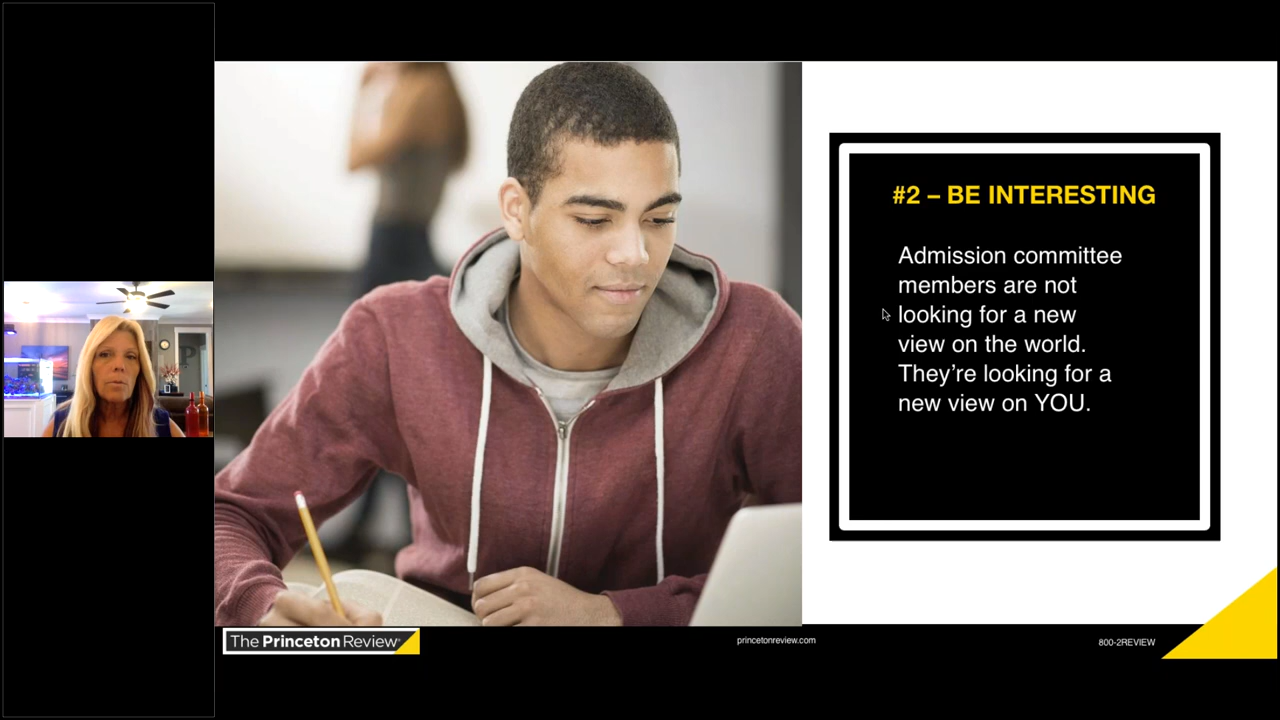 #2 – BE INTERESTING
Admission committee
members are not
looking for a new
view on the world.
They’re looking for a
new view on YOU.
The Princeton Review®
princetonreview.com
800-2REVIEW